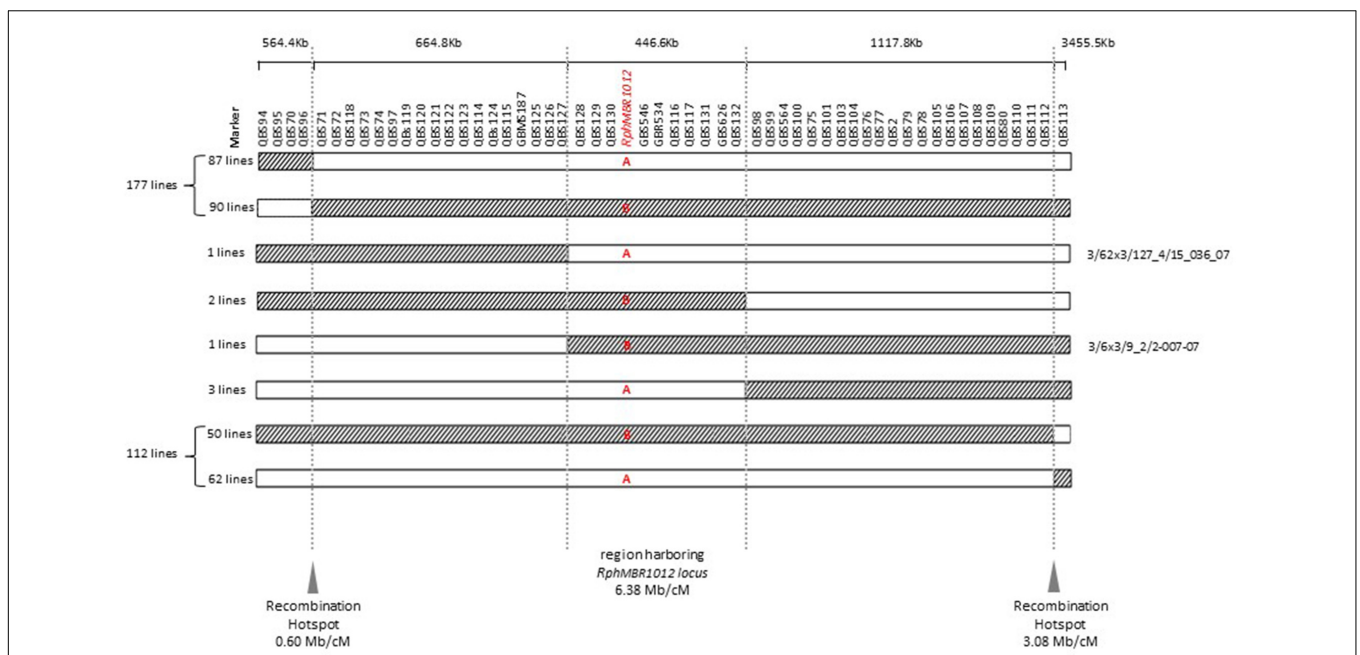 564.4Kb 664.8Kb 446.6Kb 1117.8Kb 3455.5Kb
Marker QBS94 QBS95 QBS70 QBS96 QBS71 QBS72 QBS118 QBS73 QBS74 QBS97 QBs119 QBS120 QBS121 QBS122 QBS123 QBS114 QBs124 QBS115 GBMS187 QBS125 QBS126 QBS127 QBS128 QBS129 QBS130 RphMBR1012 GBS546 GBR534 QBS116 QBS117 QBS131 GBS626 QBS132 QBS98 QBS99 GBS564 QBS100 QBS75 QBS101 QBS103 QBS104 QBS76 QBS77 QBS2 QBS79 QBS78 QBS105 QBS106 QBS107 QBS108 QBS109 QBS80 QBS110 QBS111 QBS112 QBS113
87 lines A
177 lines
90 lines B
1 lines A 3/62x3/127_4/15_036_07
2 lines B
1 lines B 3/6x3/9_2/2-007-07
3 lines A
50 lines B
112 lines
62 lines A
region harboring
RphMBR1012 locus
6.38 Mb/cM
Recombination
Hotspot
0.60 Mb/cM
Recombination
Hotspot
3.08 Mb/cM